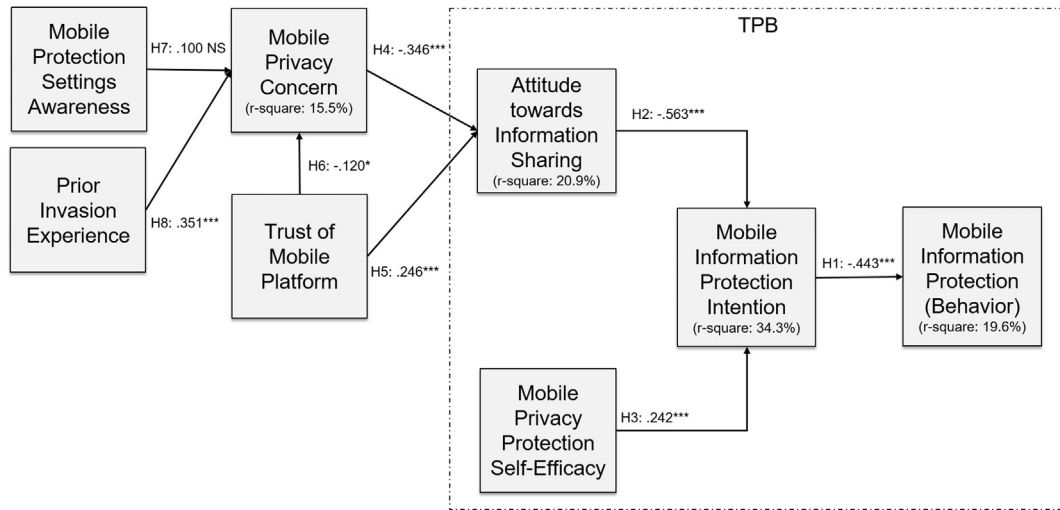 TPB
Mobile
Protection
Settings
Awareness
H7: .100 NS
Mobile
Privacy
Concern
(r-square: 15.5%)
H4: -.346***
Attitude
towards
Information
Sharing
(r-square: 20.9%)
H2: -.563***
Prior
Invasion
Experience
H8: .351***
H6: -.120*
Trust of
Mobile
Platform
H5: .246***
Mobile
Information
Protection
Intention
(r-square: 34.3%)
H1: -.443***
Mobile
Information
Protection
(Behavior)
(r-square: 19.6%)
Mobile
Privacy
Protection
Self-Efficacy
H3: .242***